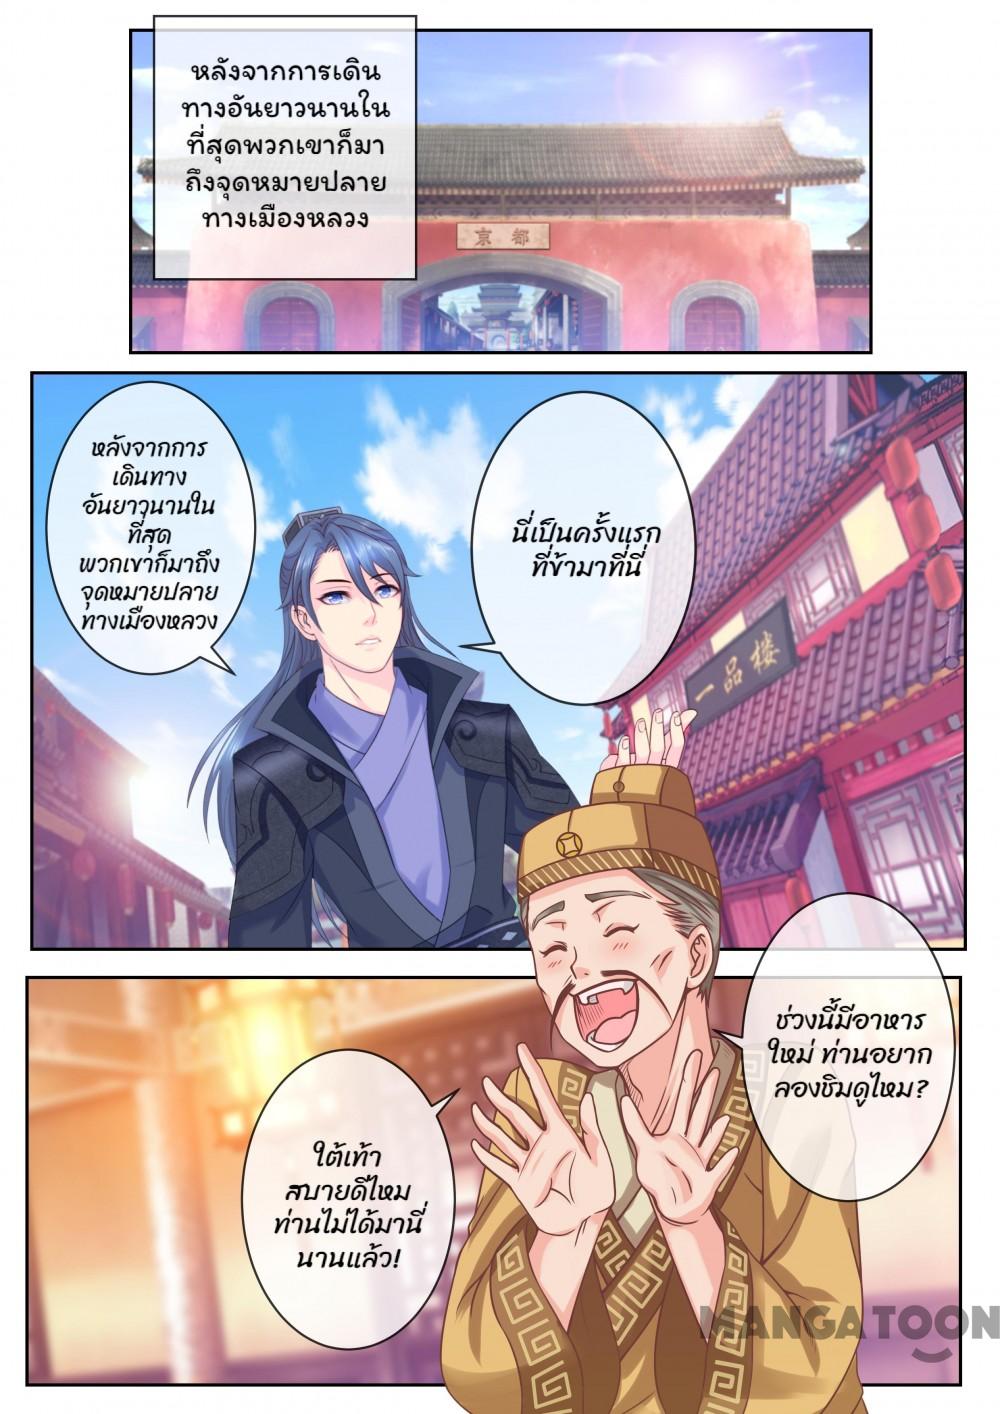 หลังจากการเดิน
ทางอันยาวนานใน
ที่สุดพวกเขาก็มา
ถึงจุดหมายปลาย
ทางเมืองหลวง
京都
หลังจากการ
เดินทาง
อันยาวนานใน
ที่สุด
พวกเขาก็มาถึง
จุดหมายปลาย
ทางเมืองหลวง
นี่เป็นครั้งแรก
ที่ข้ามาที่นี่
一品楼
ช่วงนี้มีอาหาร
ใหม่ ท่านอยาก
ลองชิมดูไหม?
ใต้เท้า
สบายดีไหม
ท่านไม่ได้มานี่
นานแล้ว!
MANGATOON